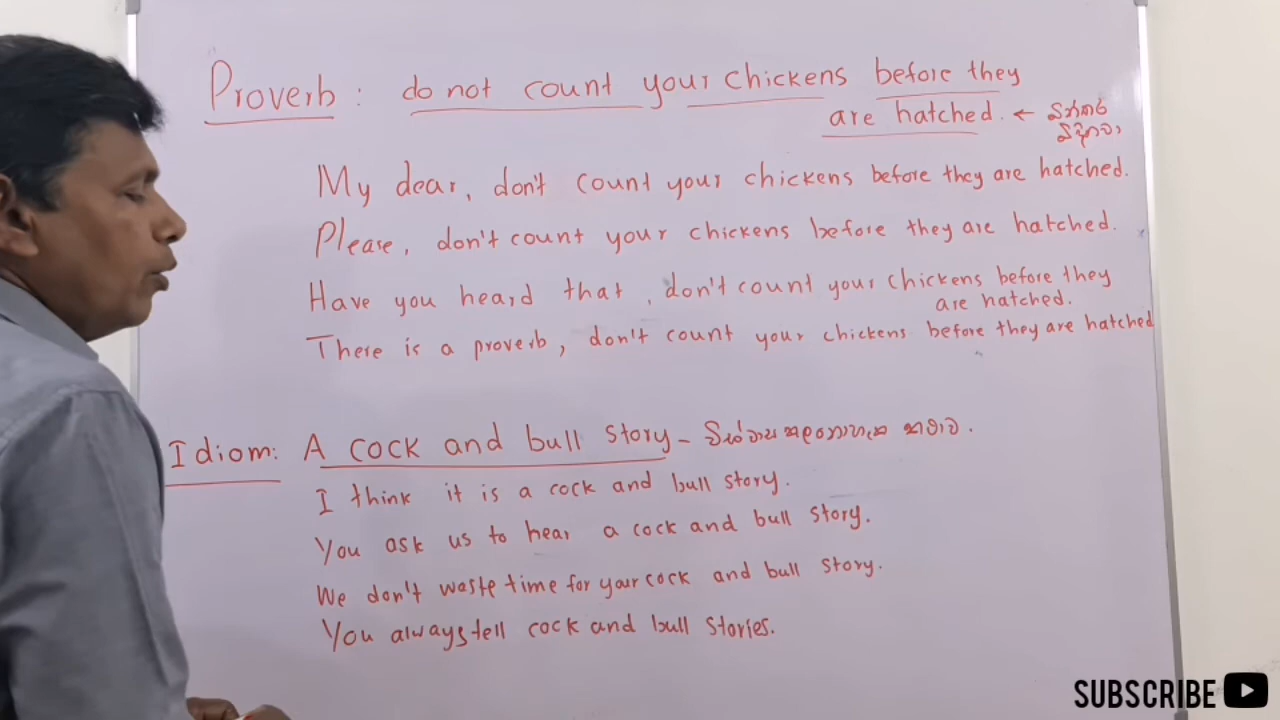 Proverb: do not count your chickens before they
are hatched. ←
My dear, don't count your chickens before they are hatched.
Please, don't count your chickens before they are hatched.
Have you heard that, don't count your chickens before they
are hatched.
There is a proverb, don't count your chickens before they are hatched
Idiom: A cock and bull story -
I think it is a cock and bull story.
You ask us to hear a cock and bull story.
We don't waste time for your cock and bull story.
You always tell cock and bull stories.
SUBSCRIBE